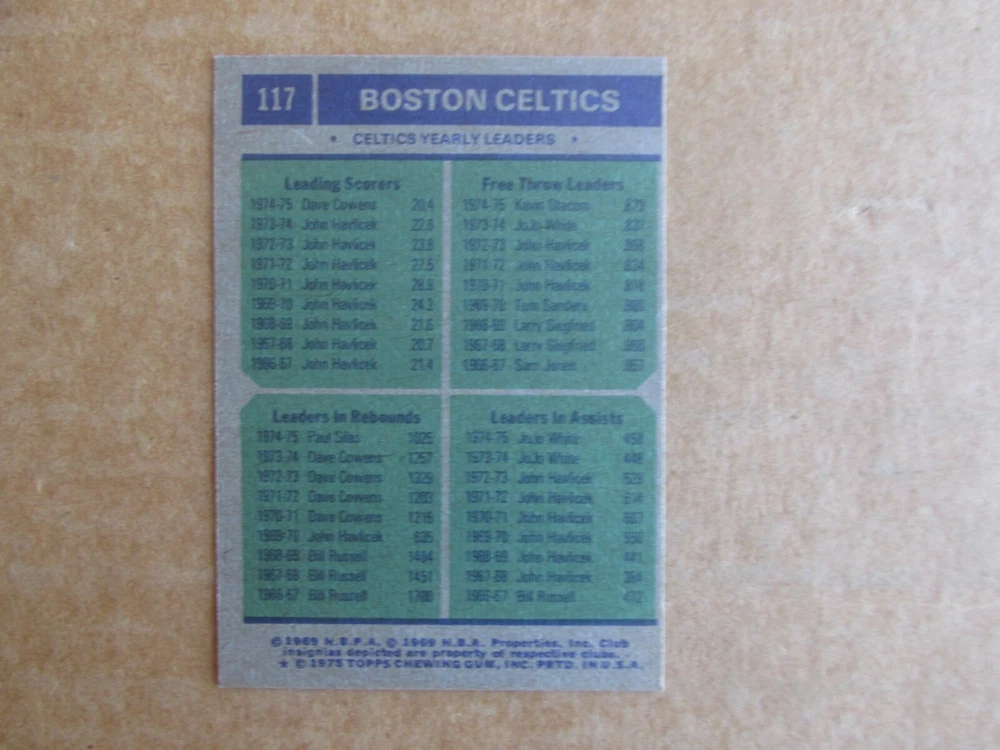 117 BOSTON CELTICS
• CELTICS YEARLY LEADERS •
Leading Scorers
1974-75 Dave Cowens 20.4
1973-74 John Havlicek 22.6
1972-73 John Havlicek 23.8
1971-72 John Havlicek 27.5
1970-71 John Havlicek 28.9
1969-70 John Havlicek 24.2
1968-69 John Havlicek 21.6
1967-68 John Havlicek 20.7
1966-67 John Havlicek 21.4
Free Throw Leaders
1974-75 Kevin Stacom
1973-74 JoJo White .837
1972-73 John Havlicek .858
1971-72 John Havlicek .834
1970-71 John Havlicek .818
1969-70 Tom Sanders
1968-69 Larry Siegfried .864
1967-68 Larry Siegfried .868
1966-67 Sam Jones .857
Leaders In Rebounds
1974-75 Paul Silas 1025
1973-74 Dave Cowens 1257
1972-73 Dave Cowens 1329
1971-72 Dave Cowens 1203
1970-71 Dave Cowens 1216
1969-70 John Havlicek 635
1968-69 Bill Russell 1484
1967-68 Bill Russell 1451
1966-67 Bill Russell 1700
Leaders In Assists
1974-75 JoJo White 458
1973-74 JoJo White 448
1972-73 John Havlicek 529
1971-72 John Havlicek 614
1970-71 John Havlicek 607
1969-70 John Havlicek 550
1968-69 John Havlicek 441
1967-68 John Havlicek 384
1966-67 Bill Russell 472
© 1969 N.B.P.A. © 1969 N.B.A. Properties, Inc. Club
insignias depicted are property of respective clubs.
★ © 1975 TOPPS CHEWING GUM, INC. PRTD. IN U.S.A.